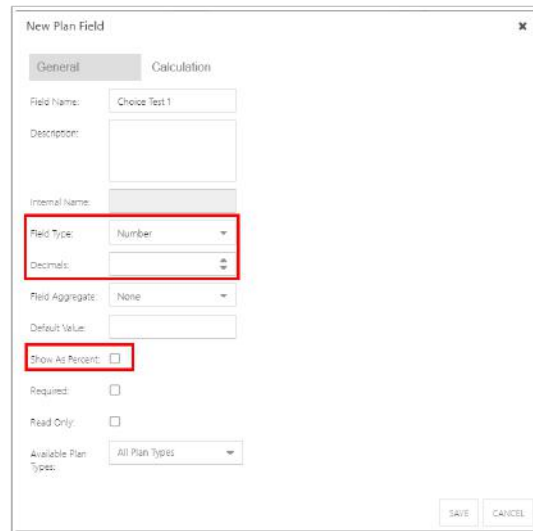 New Plan Field ✖
General Calculation
Field Name: Choice Test 1
Description:
Internal Name:
Field Type: Number
Decimals:
Field Aggregate: None
Default Value:
Show As Percent:
Required:
Read Only:
Available Plan All Plan Types
Types:
SAVE CANCEL